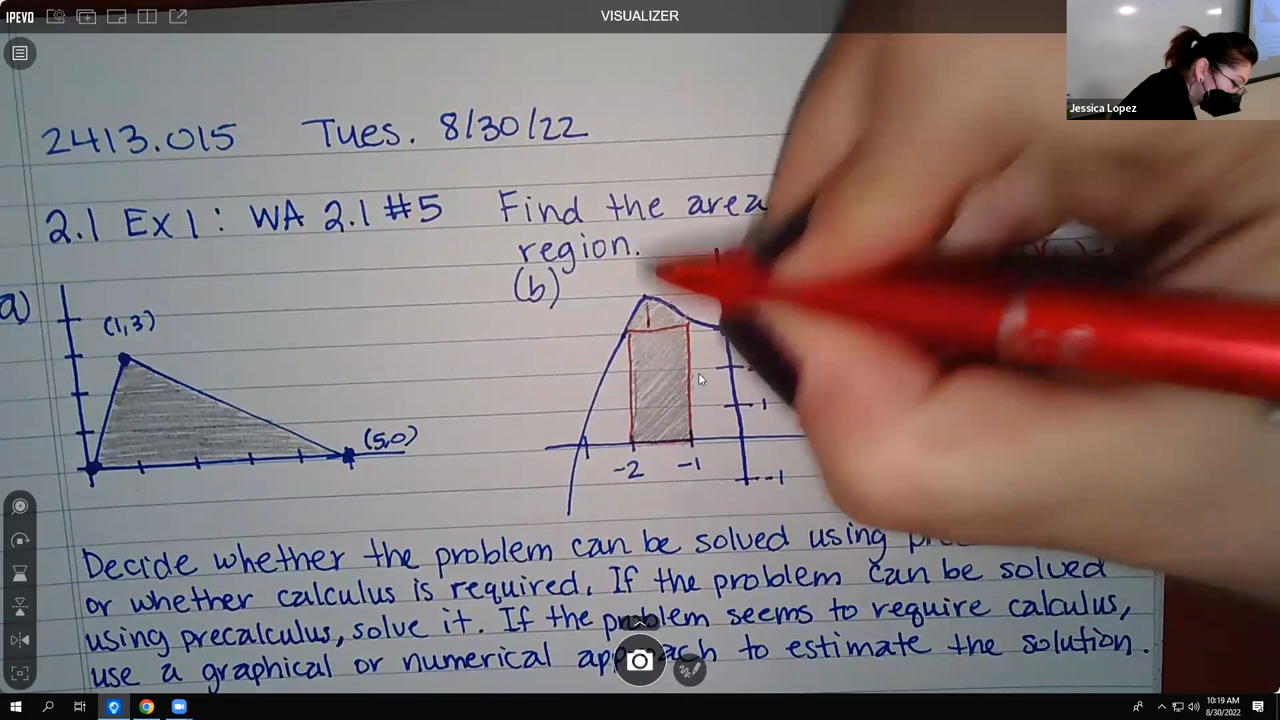 IPEVO
VISUALIZER
Jessica Lopez
2413.015 Tues. 8/30/22
2.1 Ex 1: WA 2.1 #5 Find the area
region.
a)
(b)
(1,3)
(5,0)
-2
-1
1
-1
Decide whether the problem can be solved using
or whether calculus is required. If the problem can be solved
using precalculus, solve it. If the problem seems to require calculus,
use a graphical or numerical approach to estimate the solution.
10:19 AM
8/30/2022